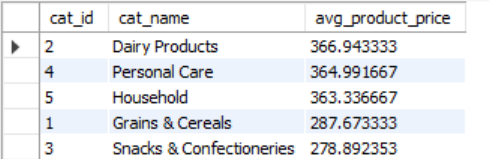 cat_id cat_name avg_product_price
2 Dairy Products 366.943333
4 Personal Care 364.991667
5 Household 363.336667
1 Grains & Cereals 287.673333
3 Snacks & Confectioneries 278.892353